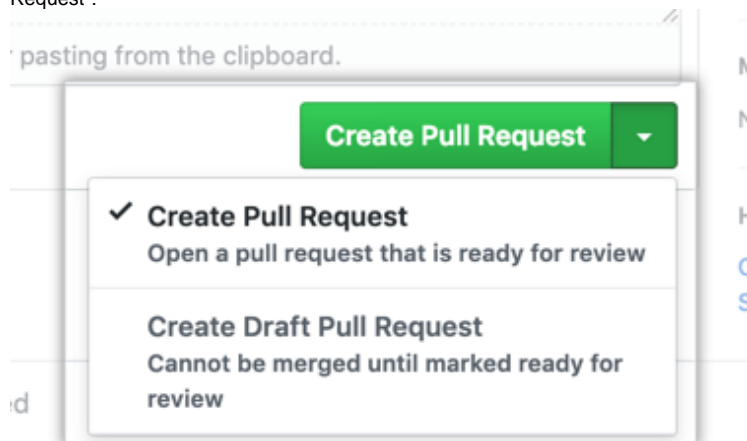 Request".
pasting from the clipboard.
Create Pull Request
Create Pull Request
Open a pull request that is ready for review
Create Draft Pull Request
Cannot be merged until marked ready for
review